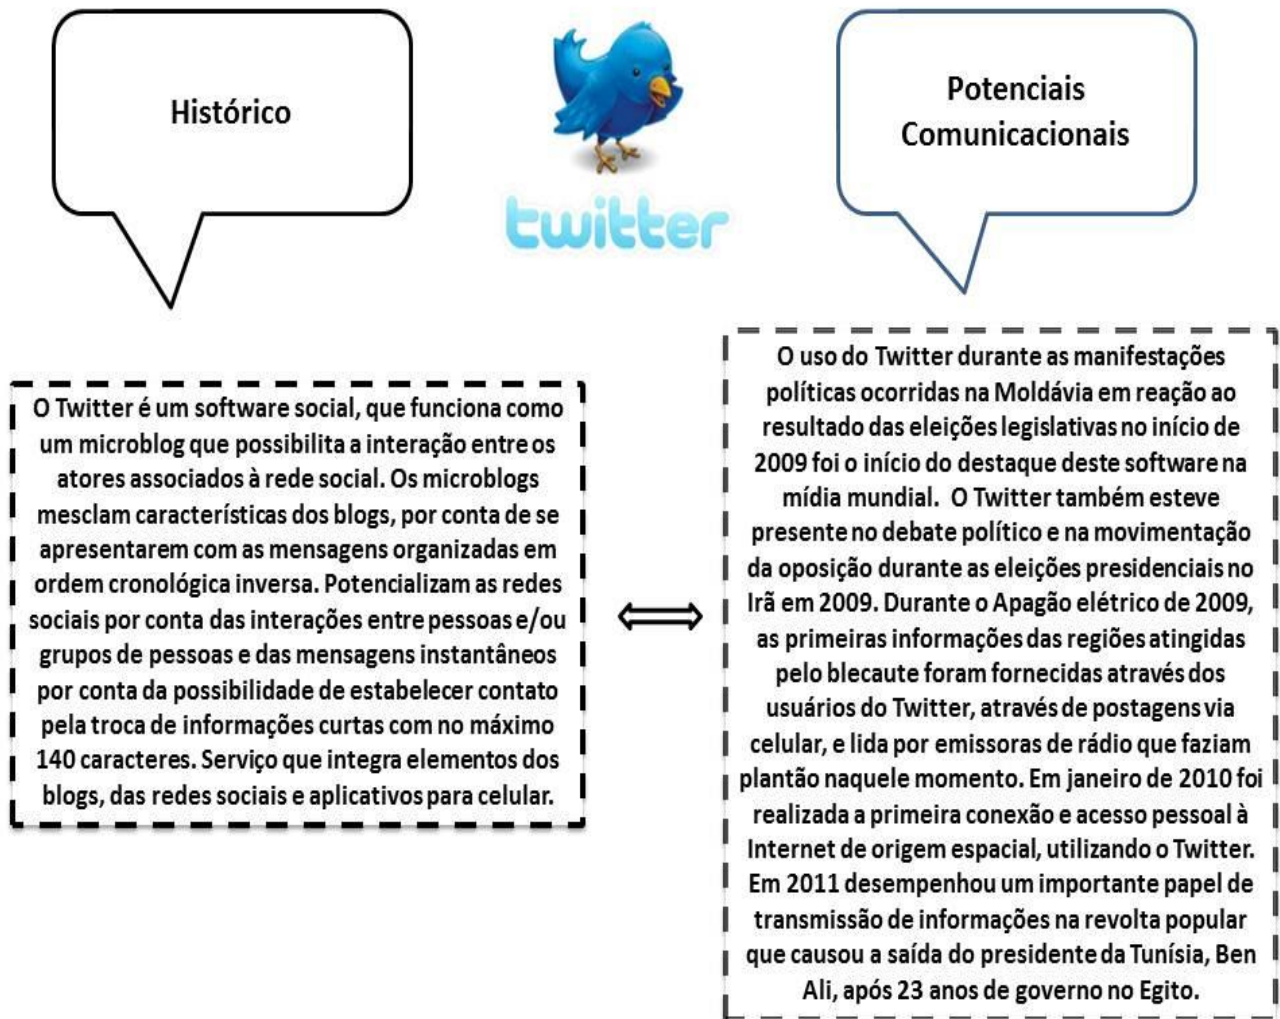 Histórico
twitter
Potenciais
Comunicacionais
O Twitter é um software social, que funciona como
um microblog que possibilita a interação entre os
atores associados à rede social. Os microblogs
mesclam características dos blogs, por conta de se
apresentarem com as mensagens organizadas em
ordem cronológica inversa. Potencializam as redes
sociais por conta das interações entre pessoas e/ou
grupos de pessoas e das mensagens instantâneos
por conta da possibilidade de estabelecer contato
pela troca de informações curtas com no máximo
140 caracteres. Serviço que integra elementos dos
blogs, das redes sociais e aplicativos para celular.
O uso do Twitter durante as manifestações
políticas ocorridas na Moldávia em reação ao
resultado das eleições legislativas no início de
2009 foi o início do destaque deste software na
mídia mundial. O Twitter também esteve
presente no debate político e na movimentação
da oposição durante as eleições presidenciais no
Irã em 2009. Durante o Apagão elétrico de 2009,
as primeiras informações das regiões atingidas
pelo blecaute foram fornecidas através dos
usuários do Twitter, através de postagens via
celular, e lida por emissoras de rádio que faziam
plantão naquele momento. Em janeiro de 2010 foi
realizada a primeira conexão e acesso pessoal à
Internet de origem espacial, utilizando o Twitter.
Em 2011 desempenhou um importante papel de
transmissão de informações na revolta popular
que causou a saída do presidente da Tunísia, Ben
Ali, após 23 anos de governo no Egito.